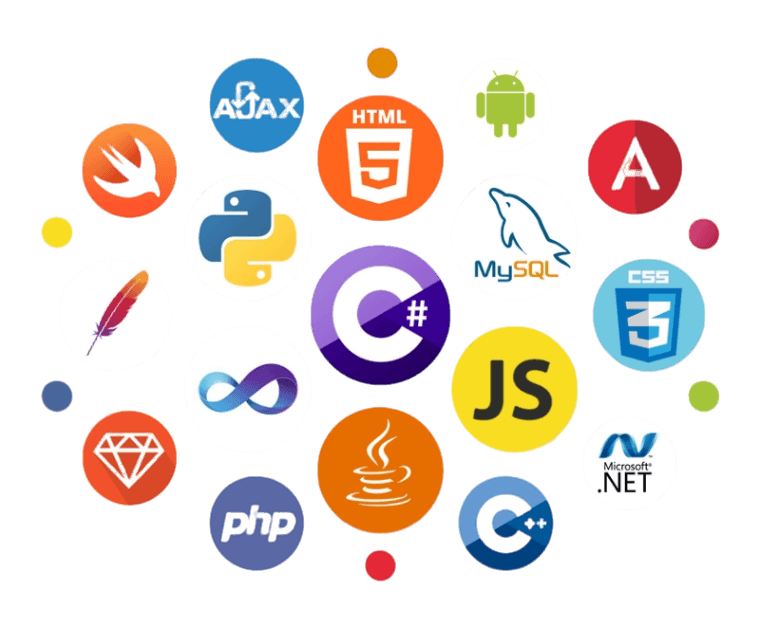 AJAX
HTML
5
A
MySQL
C#
CSS
3
JS
Microsoft®
.NET
php
C++